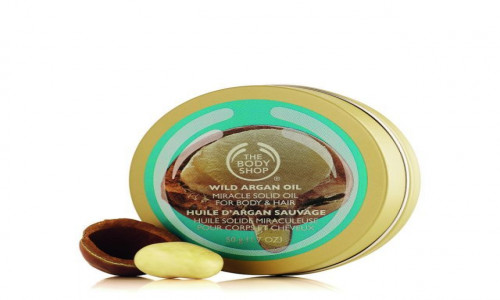 THE
BODY
SHOP
®
WILD ARGAN OIL
MIRACLE SOLID OIL
FOR BODY & HAIR
HUILE D'ARGAN SAUVAGE
HUILE SOLIDE MIRACULEUSE
POUR CORPS ET CHEVEUX